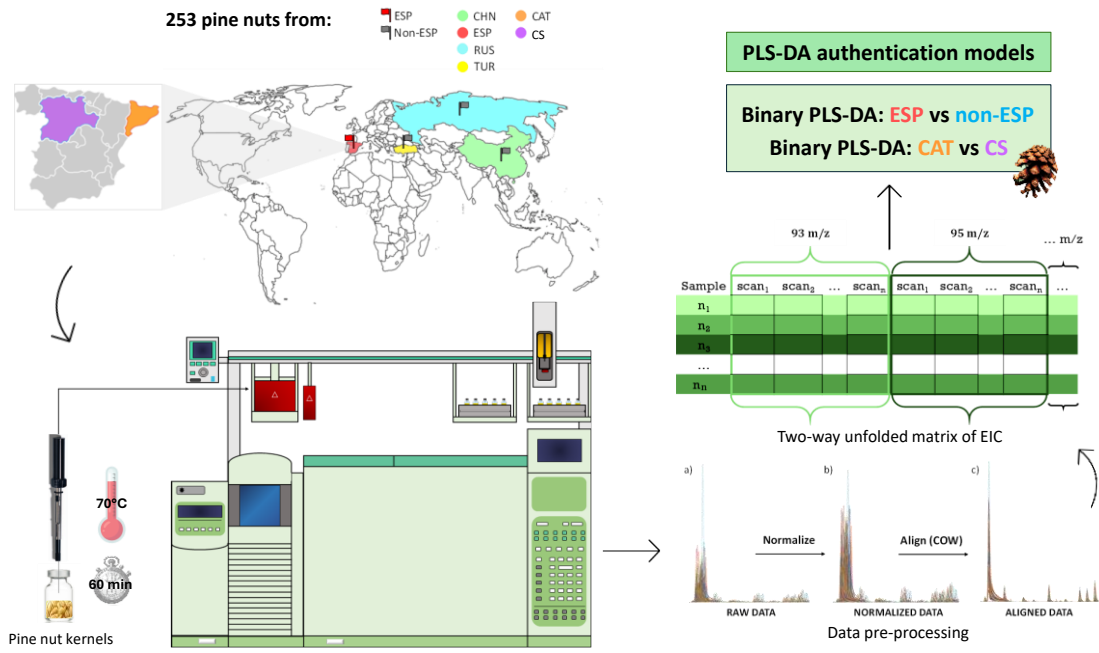 253 pine nuts from:
ESP
Non-ESP
CHN
ESP
RUS
TUR
CAT
CS
70°C
60 min
Pine nut kernels
PLS-DA authentication models
Binary PLS-DA: ESP vs non-ESP
Binary PLS-DA: CAT vs CS
93 m/z 95 m/z ... m/z
Sample scan₁ scan₂ ... scanₙ scan₁ scan₂ ... scanₙ ...
n₁
n₂
n₃
...
nₙ
Two-way unfolded matrix of EIC
a) b) c)
Normalize Align (COW)
RAW DATA NORMALIZED DATA ALIGNED DATA
Data pre-processing